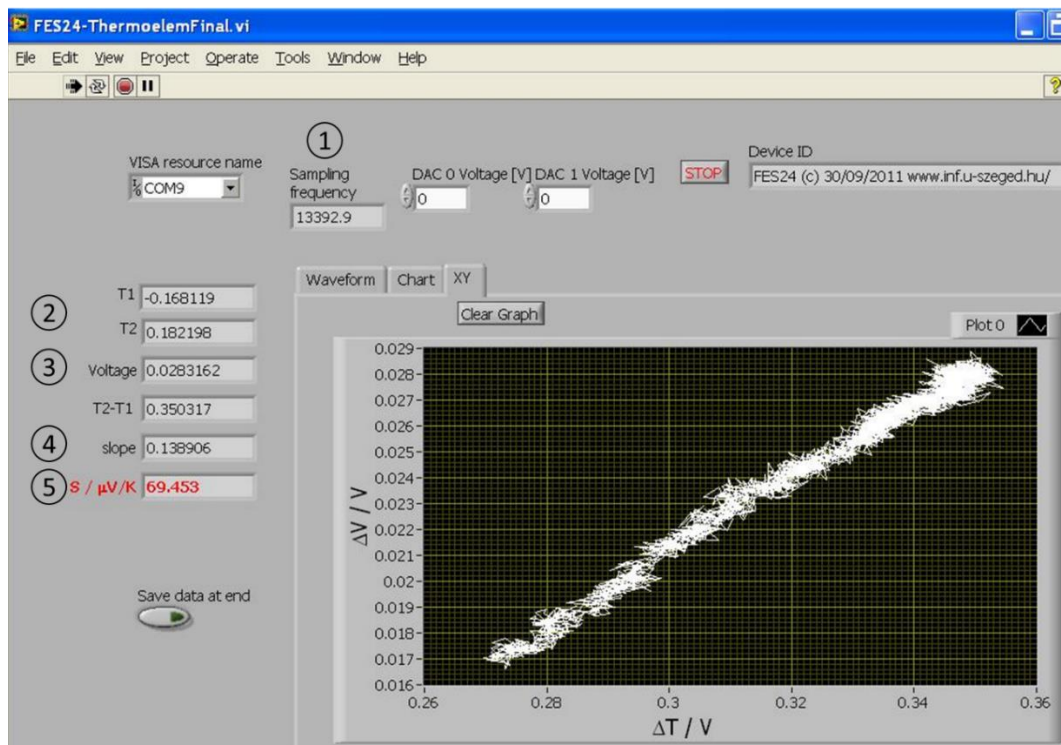 FES24-ThermoelemFinal.vi
File Edit View Project Operate Tools Window Help
1
VISA resource name
I/O COM9
Sampling
frequency
13392.9
DAC 0 Voltage [V] DAC 1 Voltage [V]
0 0
STOP
Device ID
FES24 (c) 30/09/2011 www.inf.u-szeged.hu/
2
T1 -0.168119
T2 0.182198
3 Voltage 0.0283162
T2-T1 0.350317
4 slope 0.138906
5 S / μV/K 69.453
Save data at end
Waveform Chart XY
Clear Graph
Plot 0
ΔV / V
0.029
0.028
0.027
0.026
0.025
0.024
0.023
0.022
0.021
0.02
0.019
0.018
0.017
0.016
0.26 0.28 0.3 0.32 0.34 0.36
ΔT / V